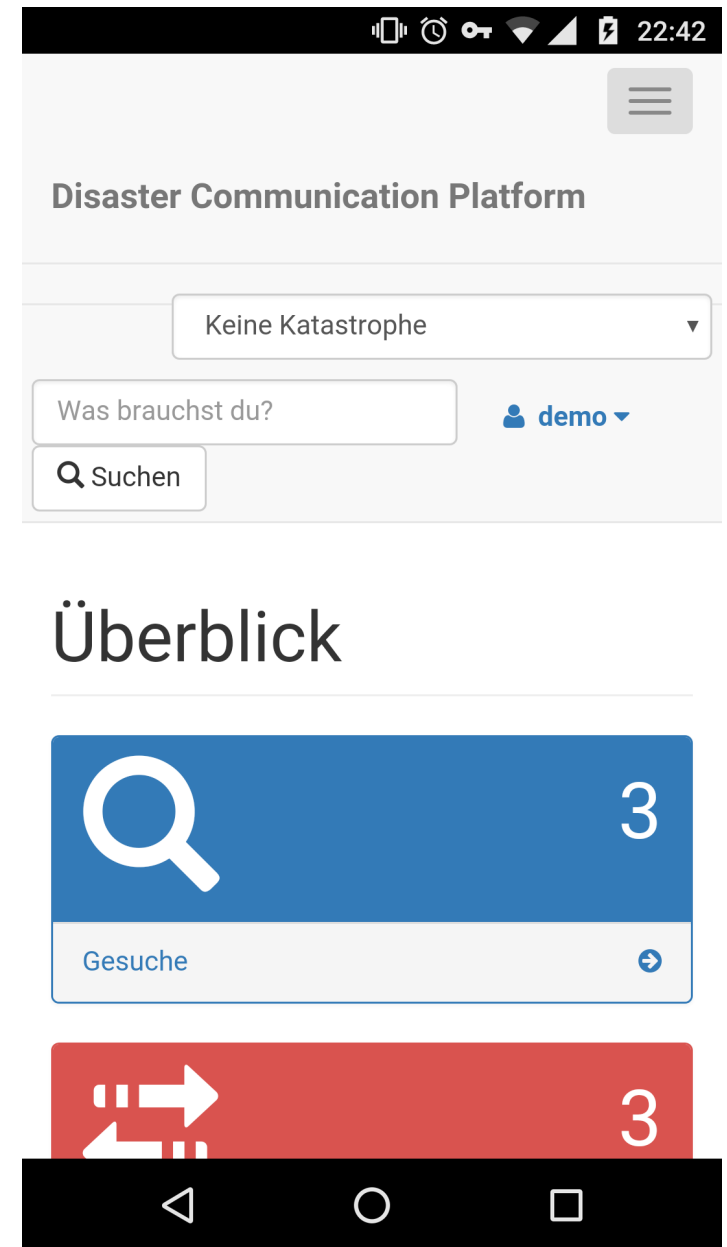 22:42
Disaster Communication Platform
Keine Katastrophe
Was brauchst du?
demo
Suchen
Überblick
3
Gesuche
3